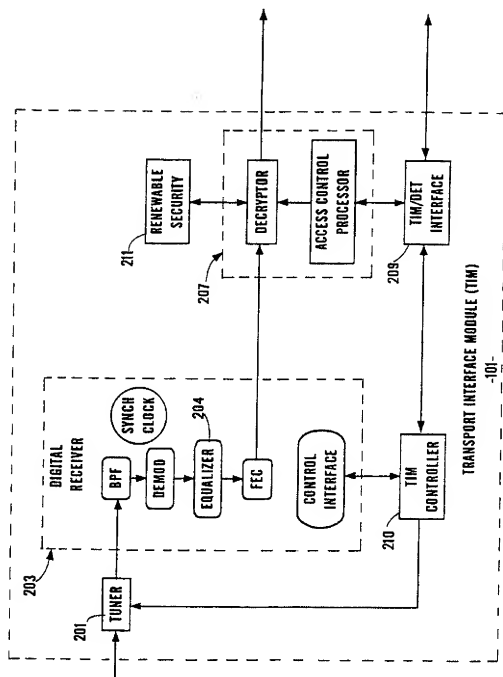 203
DIGITAL
RECEIVER
201
TUNER
BPF
SYNCH
CLOCK
DEMOD
204
EQUALIZER
FEC
CONTROL
INTERFACE
210
TIM
CONTROLLER
211
RENEWABLE
SECURITY
207
DECRYPTOR
ACCESS CONTROL
PROCESSOR
209
TIM/DET
INTERFACE
TRANSPORT INTERFACE MODULE (TIM)
-101-